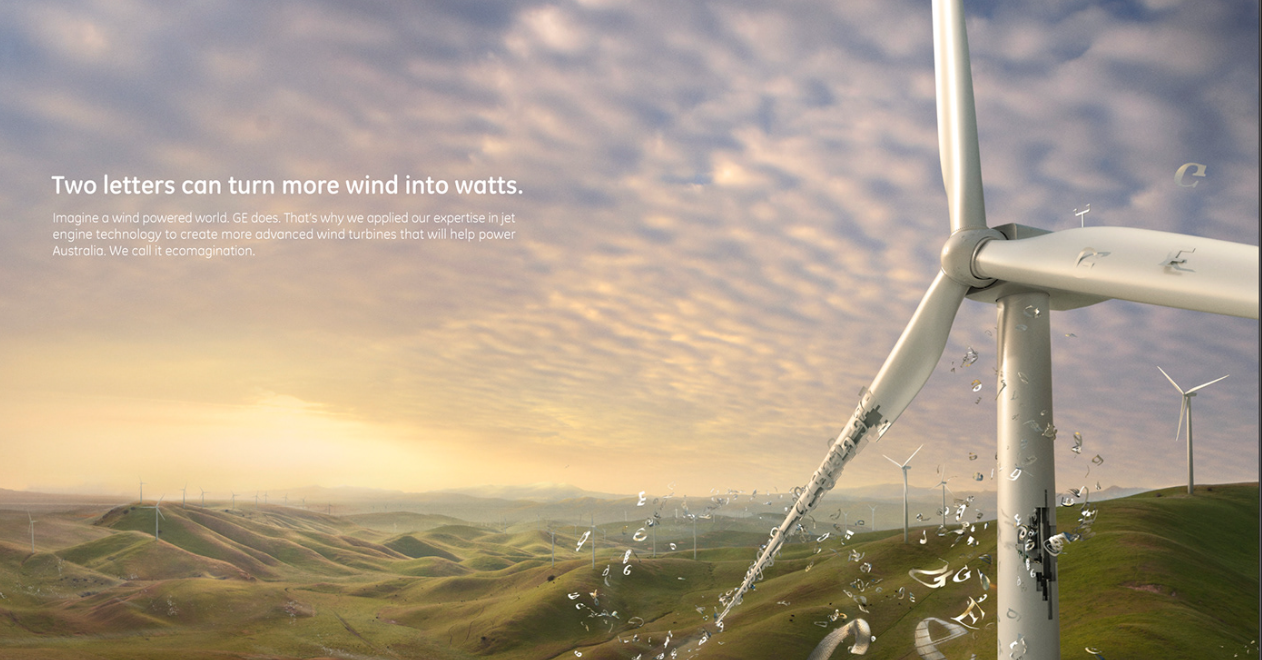 Two letters can turn more wind into watts.
Imagine a wind powered world. GE does. That's why we applied our expertise in jet
engine technology to create more advanced wind turbines that will help power
Australia. We call it ecomagination.